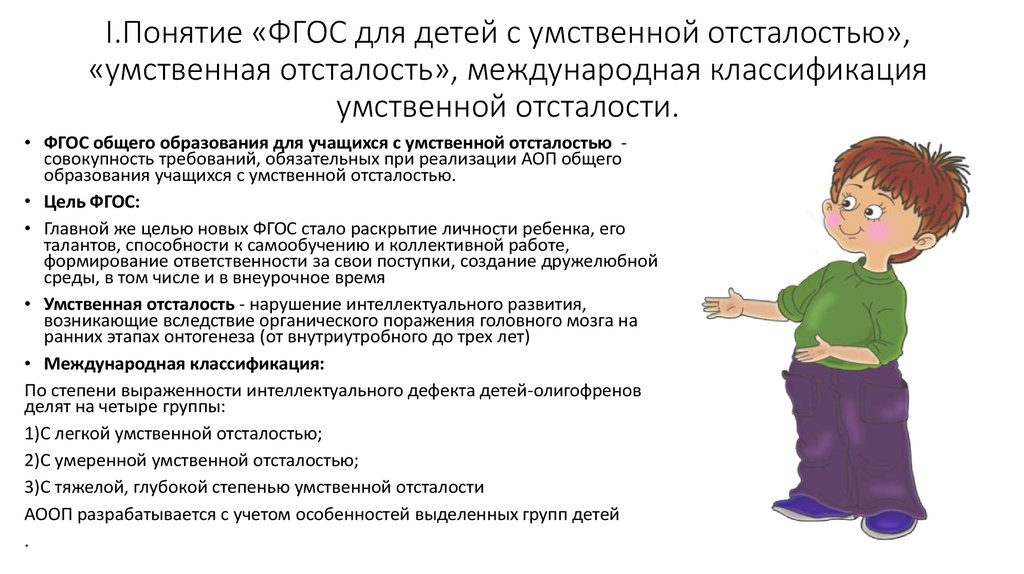 I.Понятие «ФГОС для детей с умственной отсталостью»,
«умственная отсталость», международная классификация
умственной отсталости.
• ФГОС общего образования для учащихся с умственной отсталостью -
совокупность требований, обязательных при реализации АОП общего
образования учащихся с умственной отсталостью.
• Цель ФГОС:
• Главной же целью новых ФГОС стало раскрытие личности ребенка, его
талантов, способности к самообучению и коллективной работе,
формирование ответственности за свои поступки, создание дружелюбной
среды, в том числе и в внеурочное время
• Умственная отсталость - нарушение интеллектуального развития,
возникающие вследствие органического поражения головного мозга на
ранних этапах онтогенеза (от внутриутробного до трех лет)
• Международная классификация:
По степени выраженности интеллектуального дефекта детей-олигофренов
делят на четыре группы:
1)С легкой умственной отсталостью;
2)С умеренной умственной отсталостью;
3)С тяжелой, глубокой степенью умственной отсталости
АООП разрабатывается с учетом особенностей выделенных групп детей
.